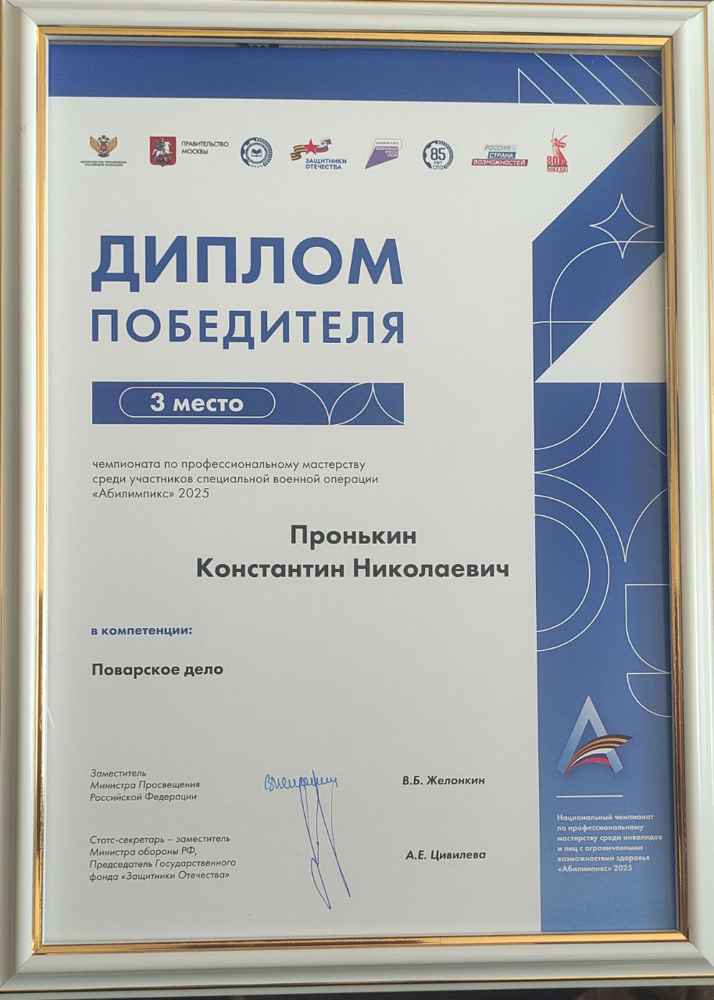 МИНИСТЕРСТВО ПРОСВЕЩЕНИЯ
РОССИЙСКОЙ ФЕДЕРАЦИИ
ПРАВИТЕЛЬСТВО
МОСКВЫ
ЗАЩИТНИКИ
ОТЕЧЕСТВА
НАЦИОНАЛЬНЫЕ
ПРОЕКТЫ
РОССИИ
85
ЛЕТ
СПО
РОССИЯ –
СТРАНА
ВОЗМОЖНОСТЕЙ
80
ПОБЕДА!
ДИПЛОМ
ПОБЕДИТЕЛЯ
3 место
чемпионата по профессиональному мастерству
среди участников специальной военной операции
«Абилимпикс» 2025
Пронькин
Константин Николаевич
в компетенции:
Поварское дело
Заместитель
Министра Просвещения
Российской Федерации
В.Б. Желонкин
Статс-секретарь – заместитель
Министра обороны РФ,
Председатель Государственного
фонда «Защитники Отечества»
А.Е. Цивилева
Национальный чемпионат
по профессиональному
мастерству среди инвалидов
и лиц с ограниченными
возможностями здоровья
«Абилимпикс» 2025